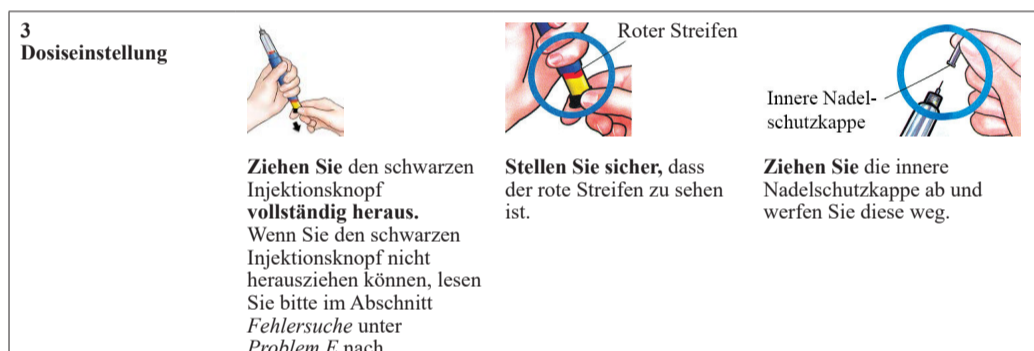 3
Dosiseinstellung
Ziehen Sie den schwarzen
Injektionsknopf
vollständig heraus.
Wenn Sie den schwarzen
Injektionsknopf nicht
herausziehen können, lesen
Sie bitte im Abschnitt
Fehlersuche unter
Problem E nach
Roter Streifen
Stellen Sie sicher, dass
der rote Streifen zu sehen
ist.
Innere Nadel-
schutzkappe
Ziehen Sie die innere
Nadelschutzkappe ab und
werfen Sie diese weg.